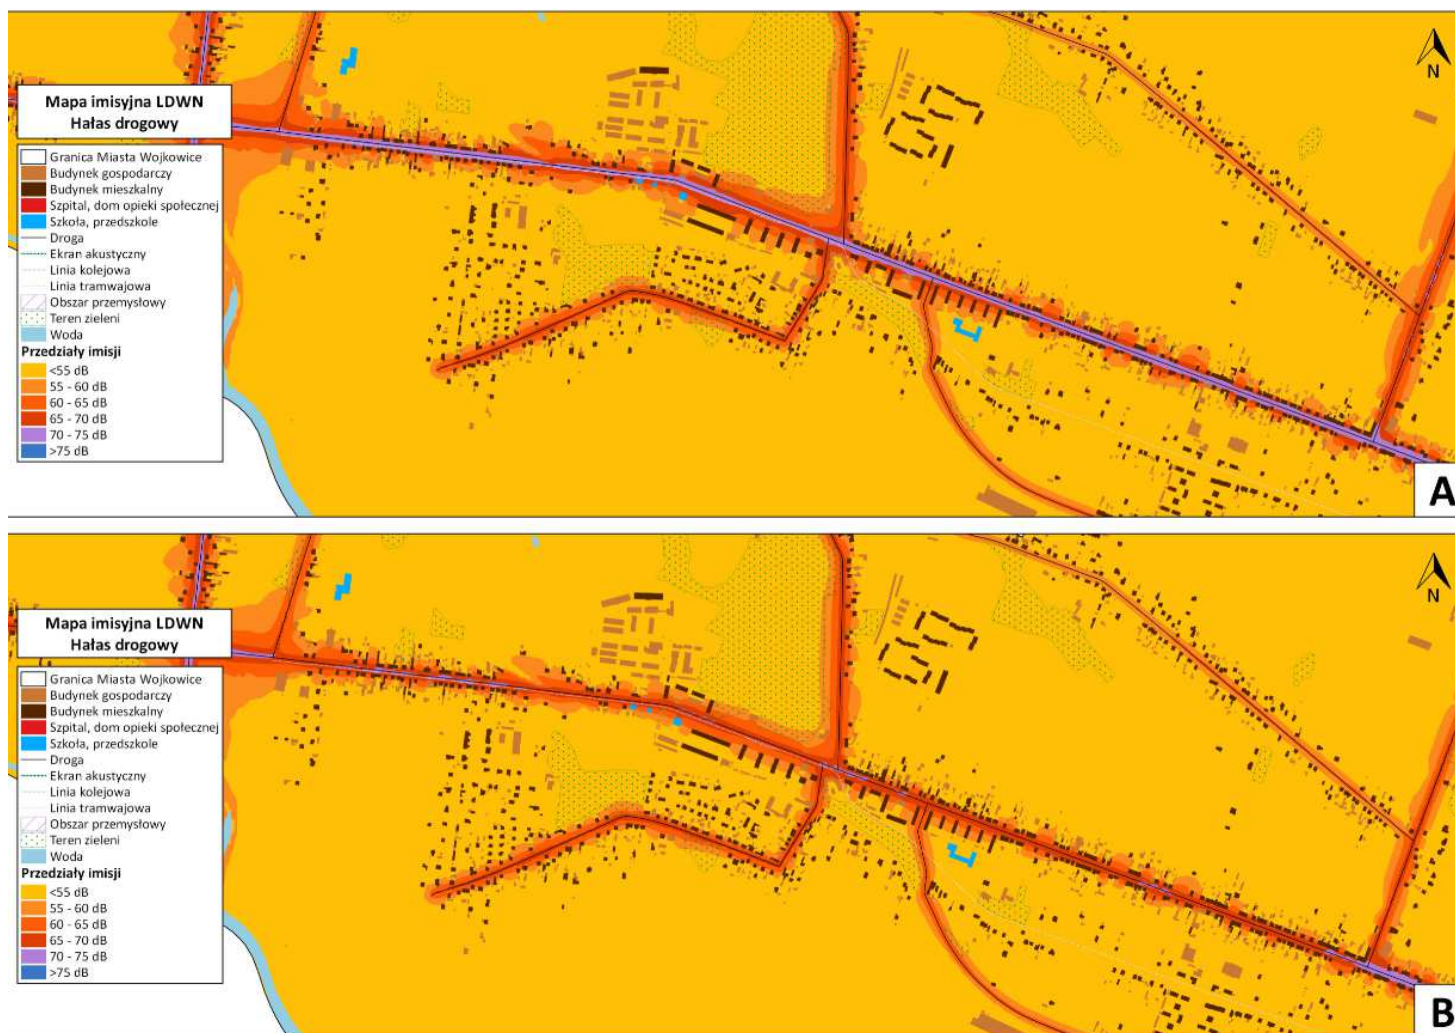 N
Mapa imisyjna LDWN
Hałas drogowy
Granica Miasta Wojkowice
Budynek gospodarczy
Budynek mieszkalny
Szpital, dom opieki społecznej
Szkoła, przedszkole
Droga
Ekran akustyczny
Linia kolejowa
Linia tramwajowa
Obszar przemysłowy
Teren zieleni
Woda
Przedziały imisji
<55 dB
55 - 60 dB
60 - 65 dB
65 - 70 dB
70 - 75 dB
>75 dB
A
N
Mapa imisyjna LDWN
Hałas drogowy
Granica Miasta Wojkowice
Budynek gospodarczy
Budynek mieszkalny
Szpital, dom opieki społecznej
Szkoła, przedszkole
Droga
Ekran akustyczny
Linia kolejowa
Linia tramwajowa
Obszar przemysłowy
Teren zieleni
Woda
Przedziały imisji
<55 dB
55 - 60 dB
60 - 65 dB
65 - 70 dB
70 - 75 dB
>75 dB
B